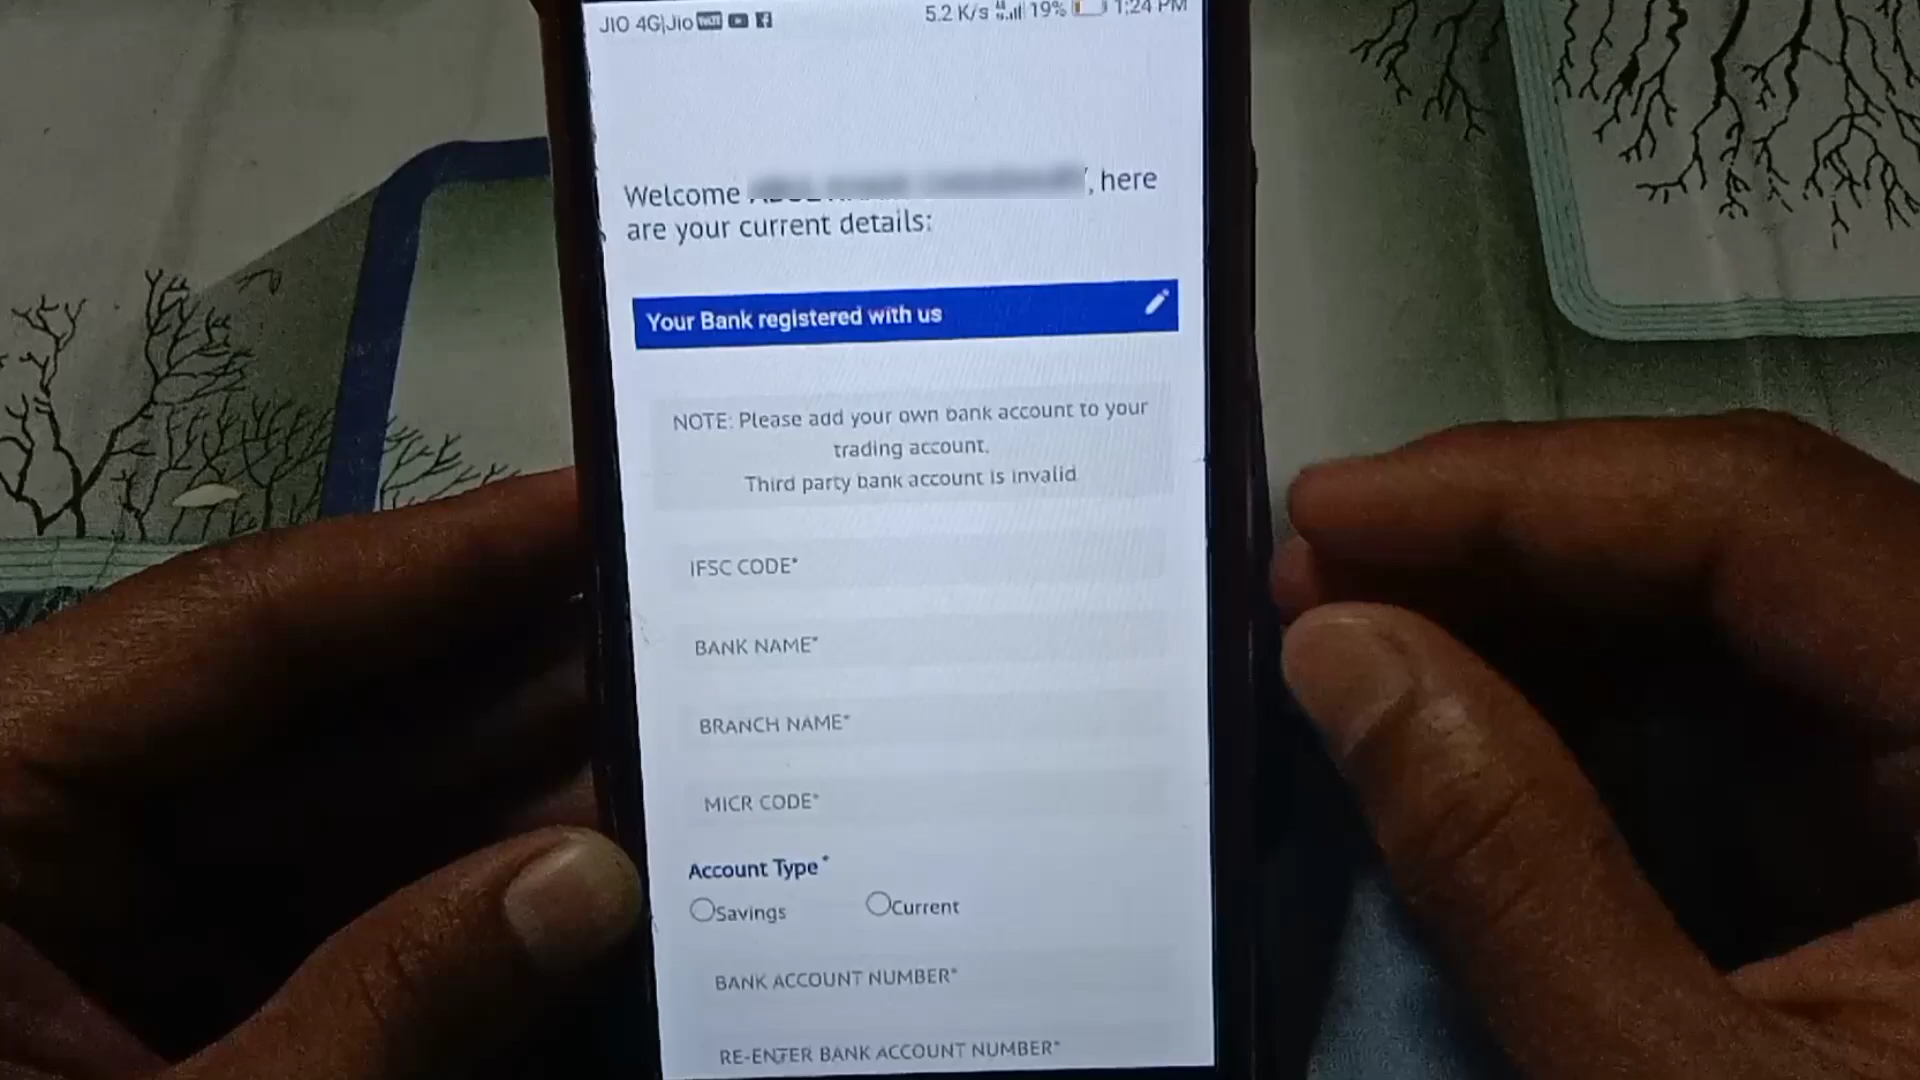 JIO 4G|Jio VoLTE 5.2 K/s 19% 1:24 PM
Welcome , here
are your current details:
Your Bank registered with us
NOTE: Please add your own bank account to your
trading account.
Third party bank account is invalid
IFSC CODE*
BANK NAME*
BRANCH NAME*
MICR CODE*
Account Type*
Savings Current
BANK ACCOUNT NUMBER*
RE-ENTER BANK ACCOUNT NUMBER*